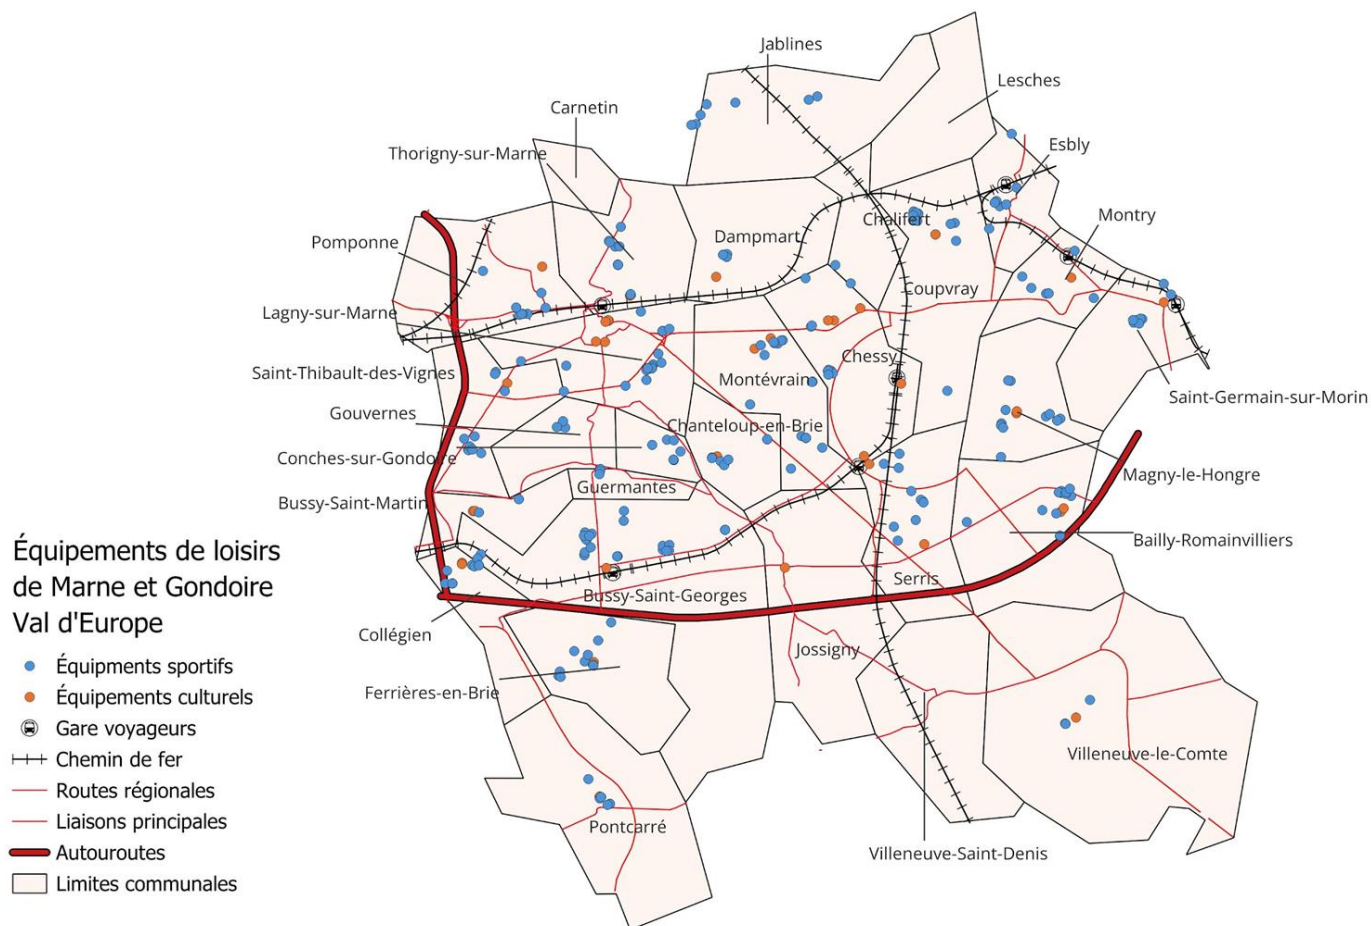 Jablines
Lesches
Carnetin
Esbly
Thorigny-sur-Marne
Montry
Chalifert
Pomponne
Dampmart
Coupvray
Lagny-sur-Marne
Chessy
Saint-Thibault-des-Vignes
Montévrain
Saint-Germain-sur-Morin
Gouvernes
Chanteloup-en-Brie
Conches-sur-Gondoire
Magny-le-Hongre
Guermantes
Bussy-Saint-Martin
Bailly-Romainvilliers
Serris
Bussy-Saint-Georges
Collégien
Jossigny
Ferrières-en-Brie
Villeneuve-le-Comte
Pontcarré
Villeneuve-Saint-Denis
Équipements de loisirs
de Marne et Gondoire
Val d'Europe
Équipments sportifs
Équipements culturels
Gare voyageurs
Chemin de fer
Routes régionales
Liaisons principales
Autouroutes
Limites communales